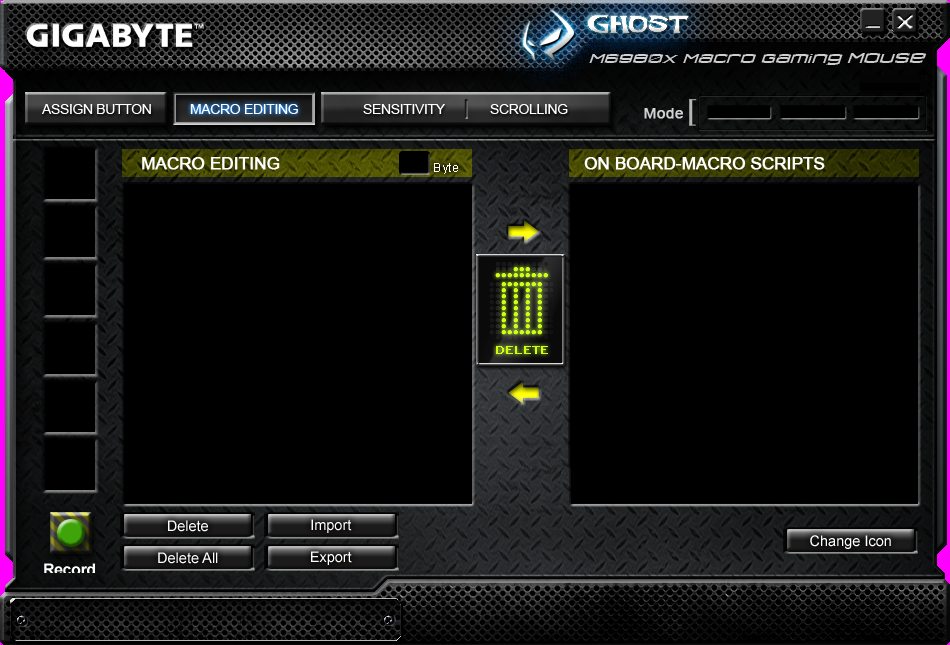 GIGABYTE™
GHOST
M6980X Macro Gaming Mouse
ASSIGN BUTTON
MACRO EDITING
SENSITIVITY
SCROLLING
Mode
MACRO EDITING
Byte
ON BOARD-MACRO SCRIPTS
DELETE
Delete
Import
Delete All
Export
Change Icon
Record